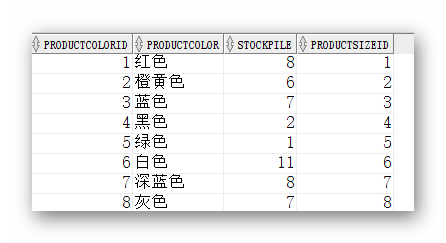 PRODUCTCOLORID PRODUCTCOLOR STOCKPILE PRODUCTSIZEID
1 红色 8 1
2 橙黄色 6 2
3 蓝色 7 3
4 黑色 2 4
5 绿色 1 5
6 白色 11 6
7 深蓝色 8 7
8 灰色 7 8